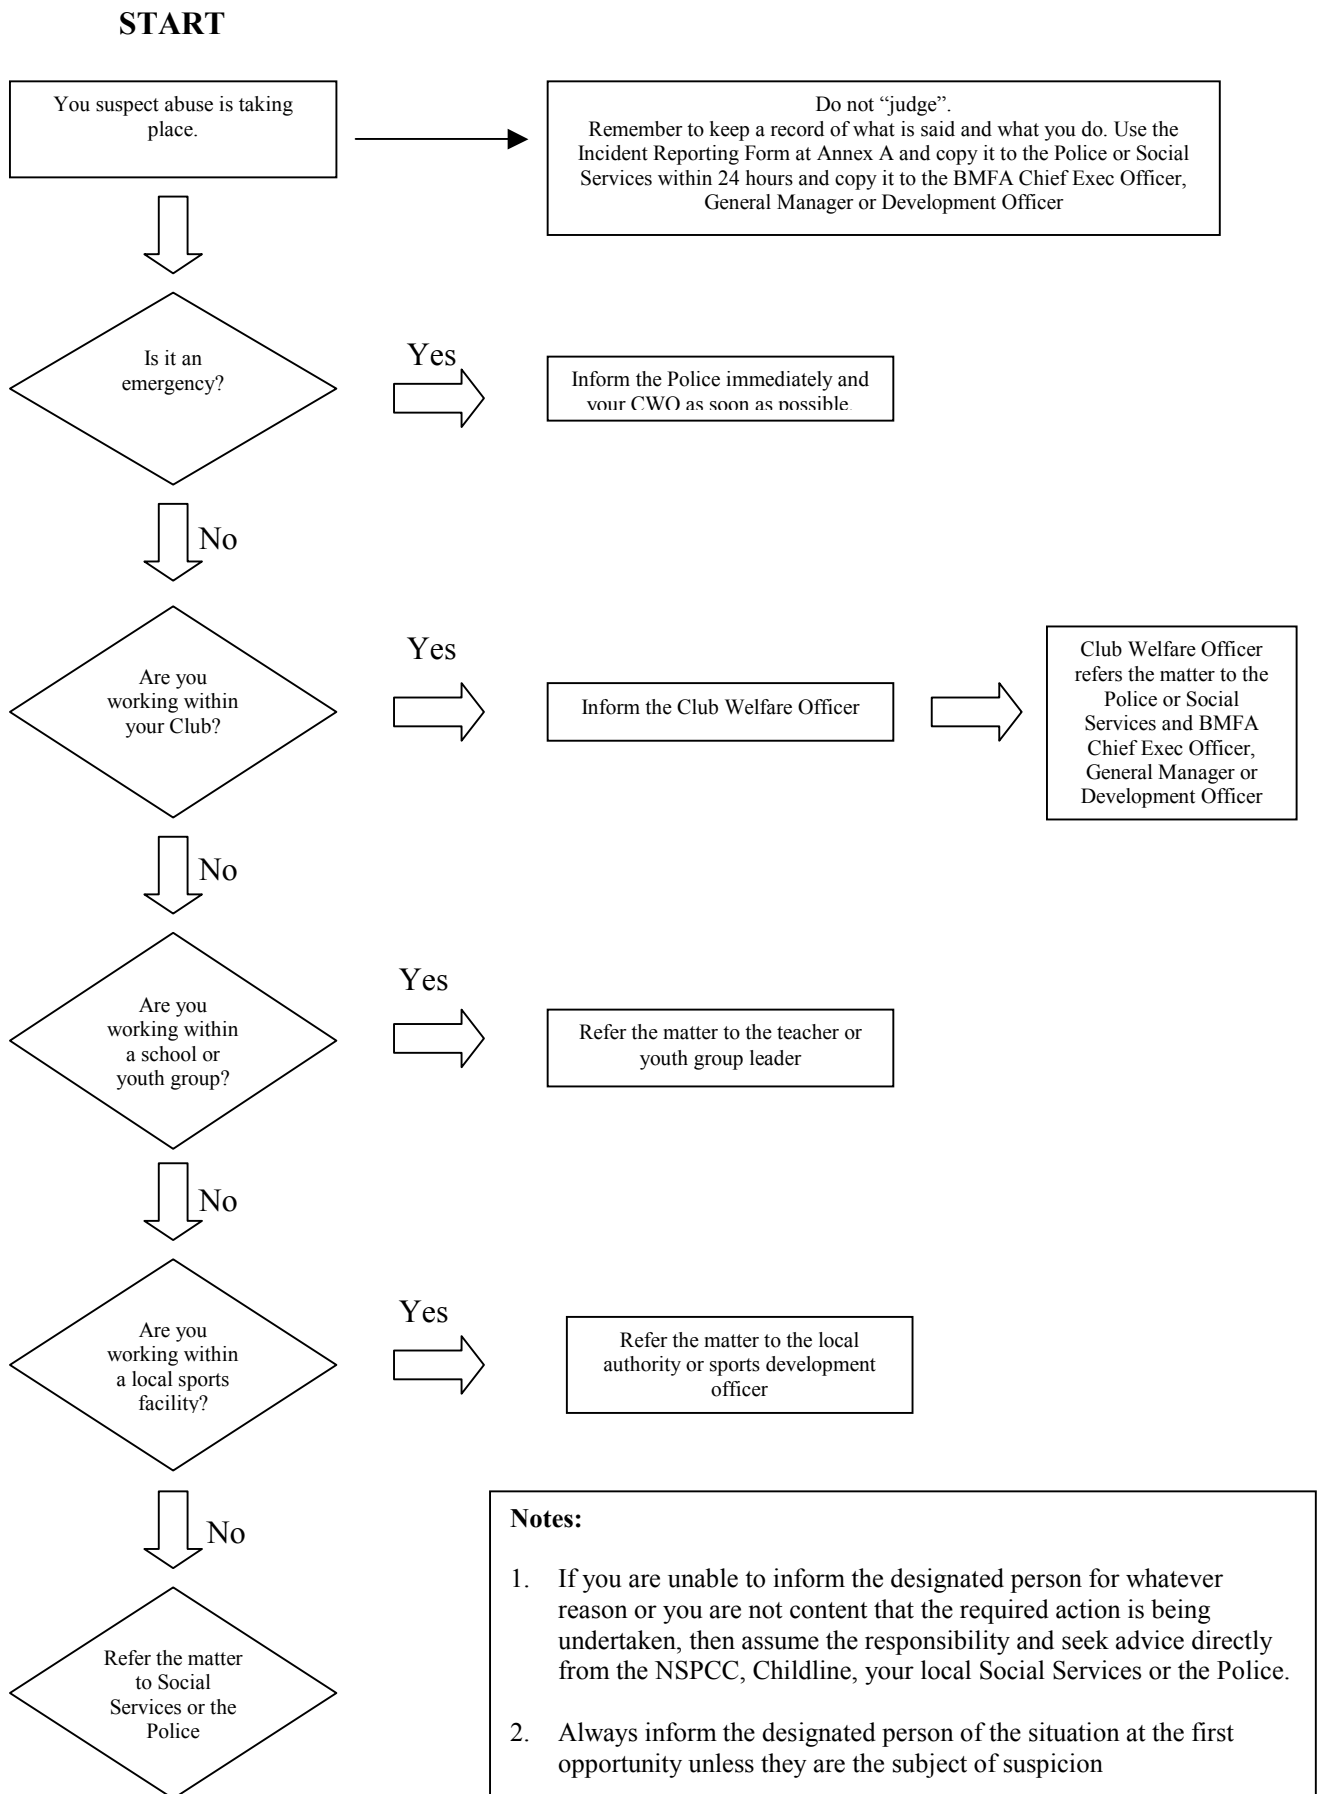 START
You suspect abuse is taking
place.
Do not “judge”.
Remember to keep a record of what is said and what you do. Use the
Incident Reporting Form at Annex A and copy it to the Police or Social
Services within 24 hours and copy it to the BMFA Chief Exec Officer,
General Manager or Development Officer
Is it an
emergency?
Yes
Inform the Police immediately and
your CWO as soon as possible.
No
Are you
working within
your Club?
Yes
Inform the Club Welfare Officer
Club Welfare Officer
refers the matter to the
Police or Social
Services and BMFA
Chief Exec Officer,
General Manager or
Development Officer
No
Are you
working within
a school or
youth group?
Yes
Refer the matter to the teacher or
youth group leader
No
Are you
working within
a local sports
facility?
Yes
Refer the matter to the local
authority or sports development
officer
No
Refer the matter
to Social
Services or the
Police
Notes:
1. If you are unable to inform the designated person for whatever
reason or you are not content that the required action is being
undertaken, then assume the responsibility and seek advice directly
from the NSPCC, Childline, your local Social Services or the Police.
2. Always inform the designated person of the situation at the first
opportunity unless they are the subject of suspicion